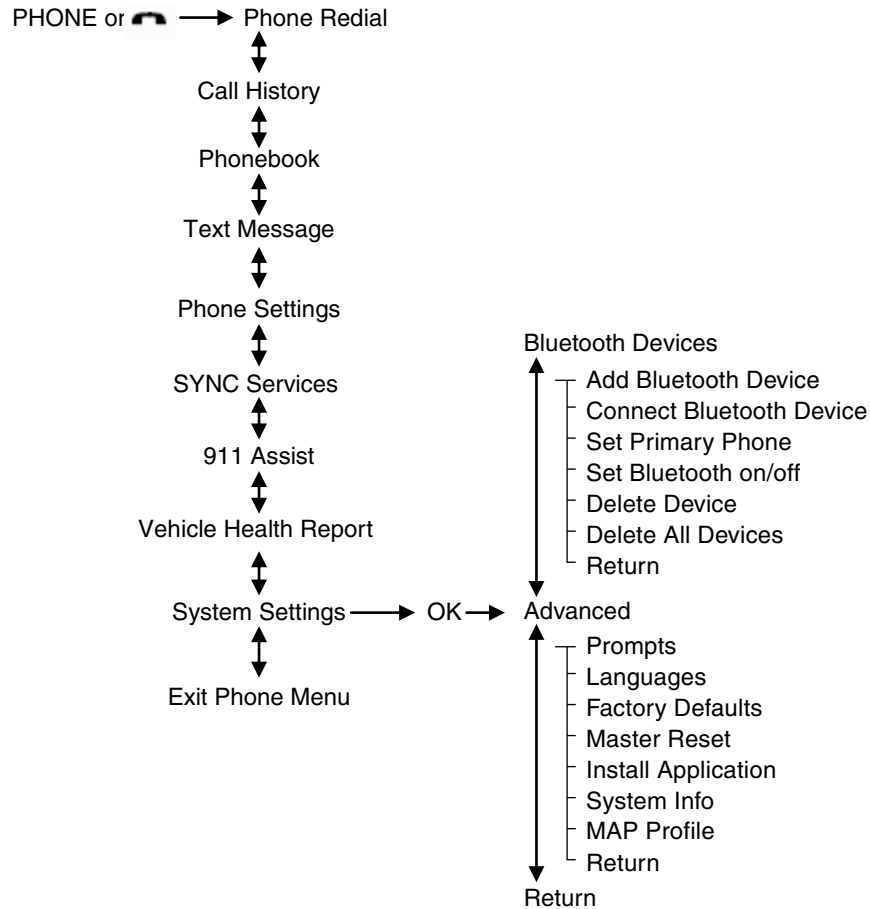 PHONE or
Phone Redial
Call History
Phonebook
Text Message
Phone Settings
SYNC Services
911 Assist
Vehicle Health Report
System Settings
OK
Exit Phone Menu
Bluetooth Devices
Add Bluetooth Device
Connect Bluetooth Device
Set Primary Phone
Set Bluetooth on/off
Delete Device
Delete All Devices
Return
Advanced
Prompts
Languages
Factory Defaults
Master Reset
Install Application
System Info
MAP Profile
Return
Return